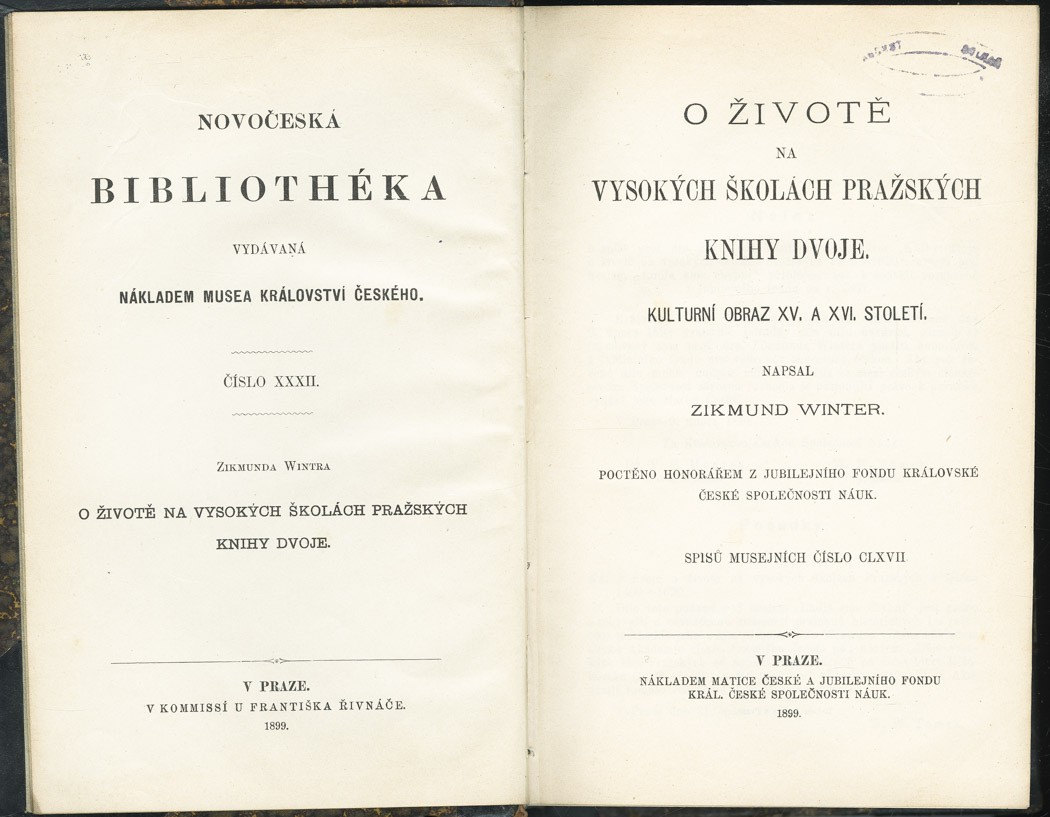 NOVOČESKÁ
BIBLIOTHÉKA
VYDÁVANÁ
NÁKLADEM MUSEA KRÁLOVSTVÍ ČESKÉHO.
ČÍSLO XXXII.
ZIKMUNDA WINTRA
O ŽIVOTĚ NA VYSOKÝCH ŠKOLÁCH PRAŽSKÝCH
KNIHY DVOJE.
V PRAZE.
V KOMMISSÍ U FRANTIŠKA ŘIVNÁČE.
1899.
O ŽIVOTĚ
NA
VYSOKÝCH ŠKOLÁCH PRAŽSKÝCH
KNIHY DVOJE.
KULTURNÍ OBRAZ XV. A XVI. STOLETÍ.
NAPSAL
ZIKMUND WINTER.
POCTĚNO HONORÁŘEM Z JUBILEJNÍHO FONDU KRÁLOVSKÉ
ČESKÉ SPOLEČNOSTI NÁUK.
SPISŮ MUSEJNÍCH ČÍSLO CLXVII
V PRAZE.
NÁKLADEM MATICE ČESKÉ A JUBILEJNÍHO FONDU
KRÁL. ČESKÉ SPOLEČNOSTI NÁUK.
1899.